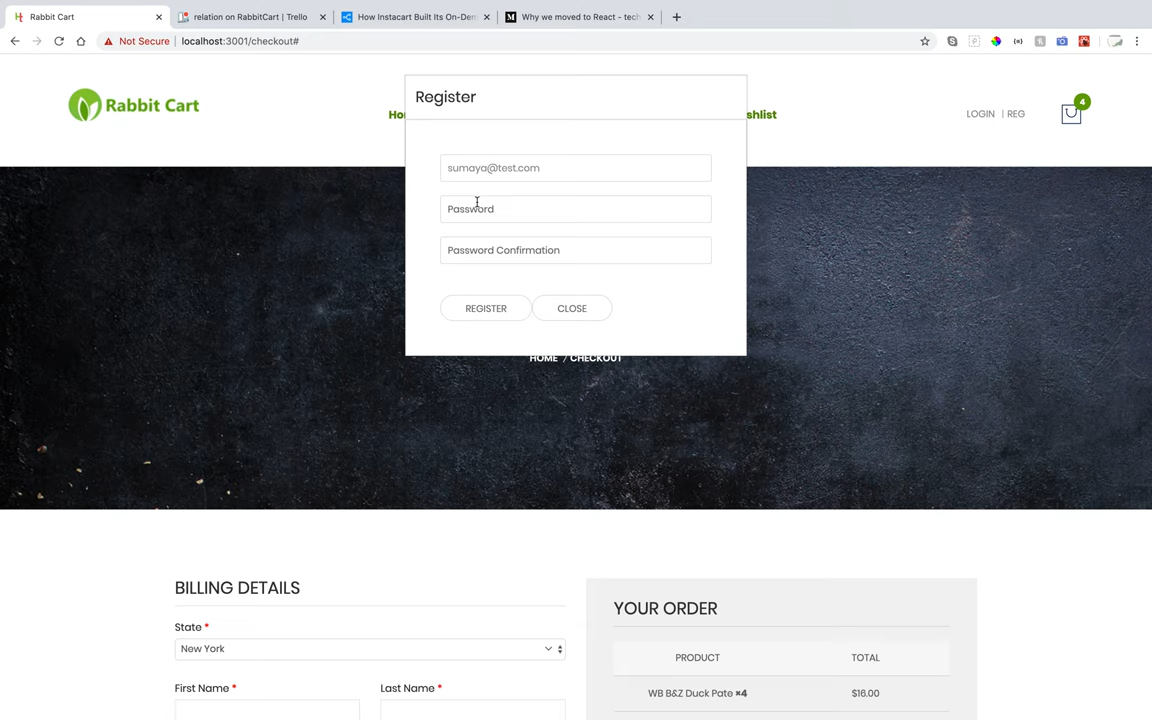 Rabbit Cart
relation on RabbitCart | Trello
How Instacart Built Its On-Den
Why we moved to React - tech
Not Secure
localhost:3001/checkout#
Register
Rabbit Cart
Ho
shlist
LOGIN | REG
4
sumaya@test.com
Password
Password Confirmation
REGISTER
CLOSE
HOME / CHECKOUT
BILLING DETAILS
YOUR ORDER
State *
New York
PRODUCT
TOTAL
First Name *
Last Name *
WB B&Z Duck Pate ×4
$16.00